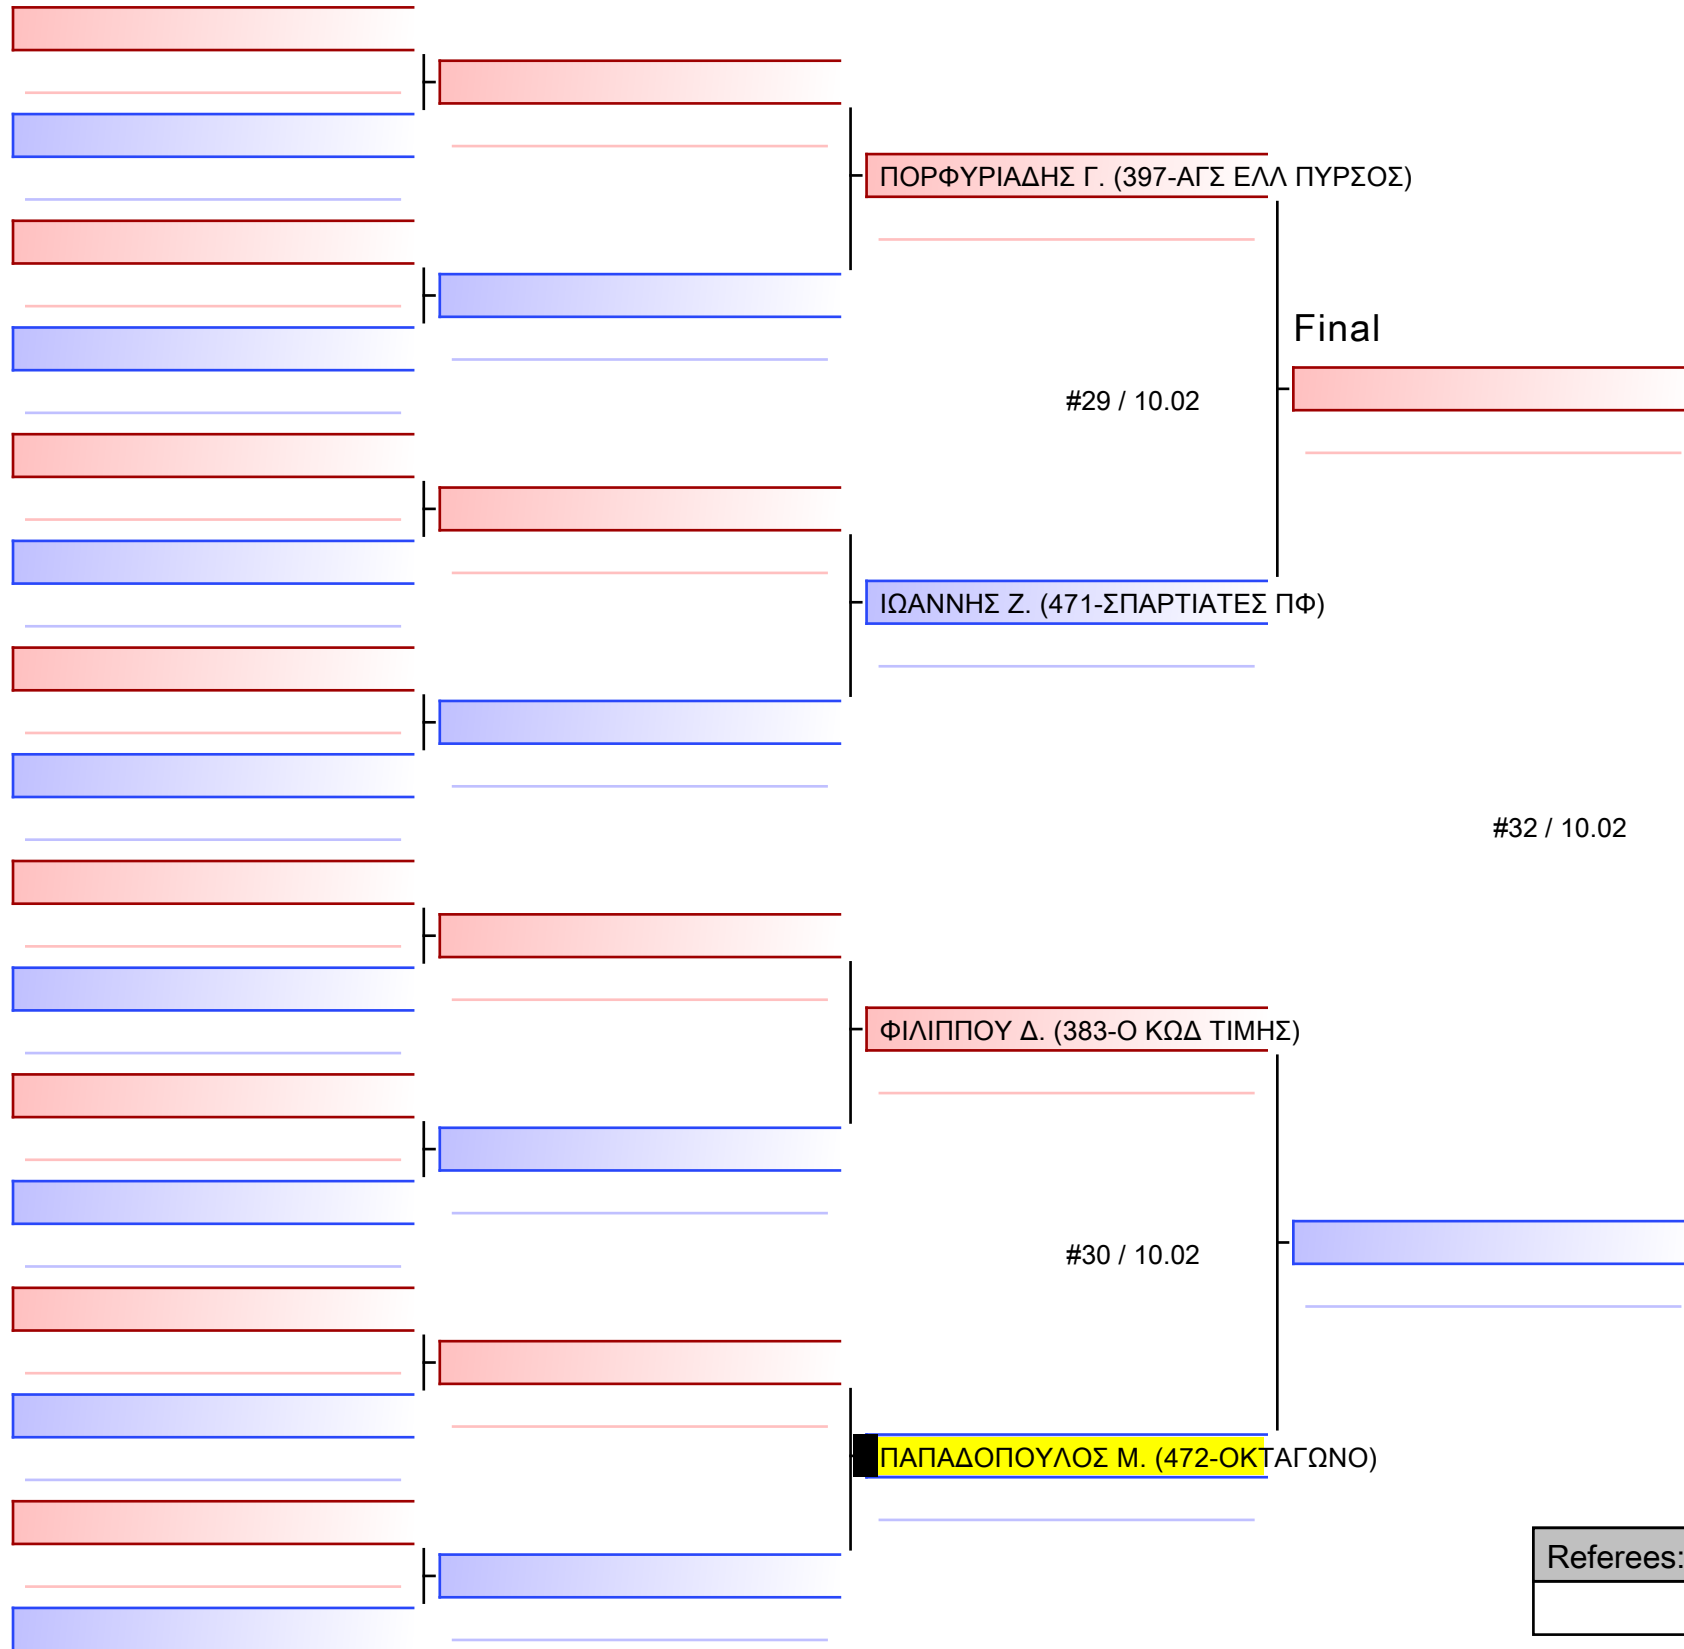 ΠΟΡΦΥΡΙΑΔΗΣ Γ. (397-ΑΓΣ ΕΛΛ ΠΥΡΣΟΣ)
Final
#29 / 10.02
ΙΩΑΝΝΗΣ Ζ. (471-ΣΠΑΡΤΙΑΤΕΣ ΠΦ)
#32 / 10.02
ΦΙΛΙΠΠΟΥ Δ. (383-Ο ΚΩΔ ΤΙΜΗΣ)
#30 / 10.02
ΠΑΠΑΔΟΠΟΥΛΟΣ Μ. (472-ΟΚΤΑΓΩΝΟ)
Referees: